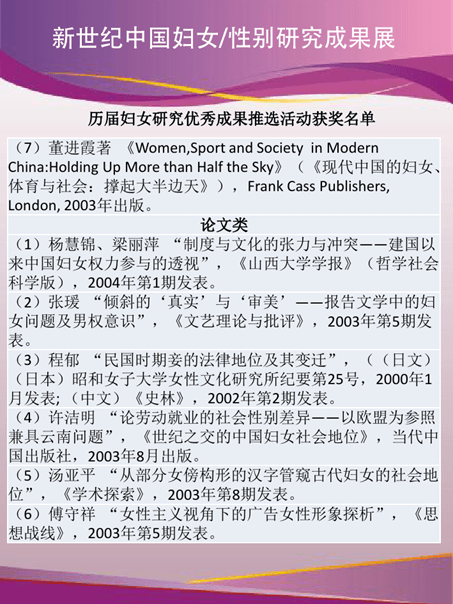 新世纪中国妇女/性别研究成果展
历届妇女研究优秀成果推选活动获奖名单
（7）董进霞著 《Women,Sport and Society in Modern
China:Holding Up More than Half the Sky》（《现代中国的妇女、
体育与社会：撑起大半边天》），Frank Cass Publishers,
London, 2003年出版。
论文类
（1）杨慧锦、梁丽萍 “制度与文化的张力与冲突——建国以
来中国妇女权力参与的透视”，《山西大学学报》（哲学社会
科学版），2004年第1期发表。
（2）张瑗 “倾斜的‘真实’与‘审美’——报告文学中的妇
女问题及男权意识”，《文艺理论与批评》，2003年第5期发
表。
（3）程郁 “民国时期妾的法律地位及其变迁”，（（日文）
（日本）昭和女子大学女性文化研究所纪要第25号，2000年1
月发表; （中文）《史林》，2002年第2期发表。
（4）许洁明 “论劳动就业的社会性别差异——以欧盟为参照
兼具云南问题”，《世纪之交的中国妇女社会地位》，当代中
国出版社，2003年8月出版。
（5）汤亚平 “从部分女傍构形的汉字管窥古代妇女的社会地
位”，《学术探索》，2003年第8期发表。
（6）傅守祥 “女性主义视角下的广告女性形象探析”，《思
想战线》，2003年第5期发表。